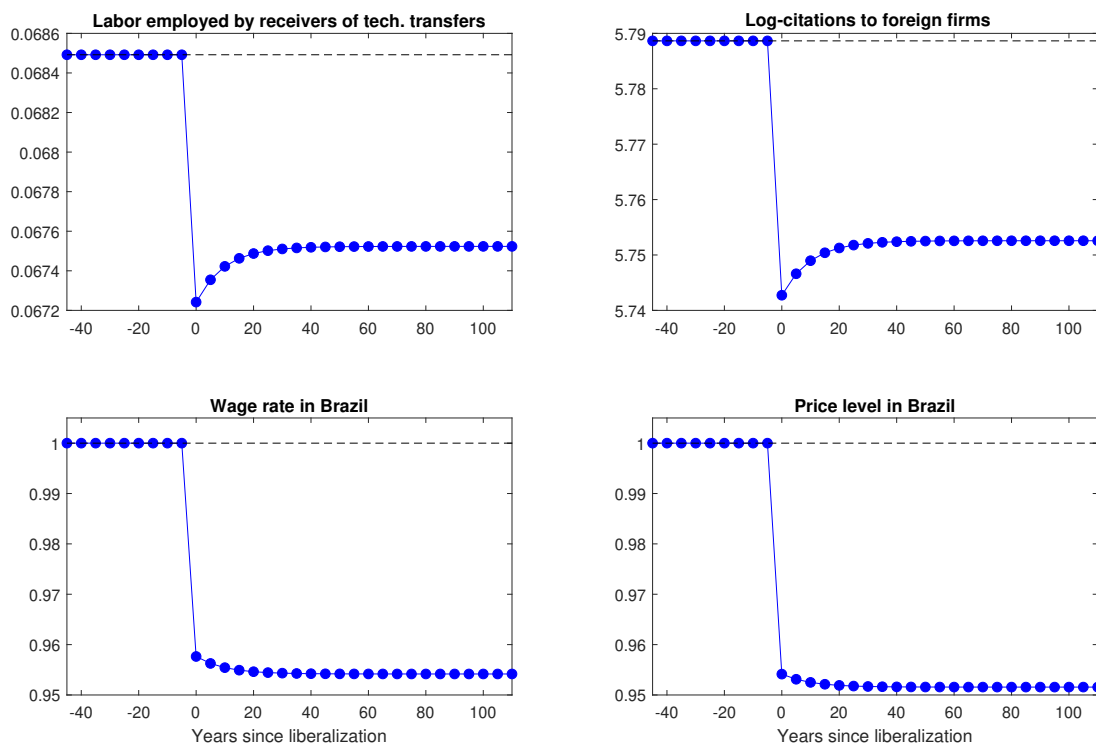 Labor employed by receivers of tech. transfers
0.0686
0.0684
0.0682
0.068
0.0678
0.0676
0.0674
0.0672
-40 -20 0 20 40 60 80 100
Log-citations to foreign firms
5.79
5.78
5.77
5.76
5.75
5.74
-40 -20 0 20 40 60 80 100
Wage rate in Brazil
1
0.99
0.98
0.97
0.96
0.95
-40 -20 0 20 40 60 80 100
Years since liberalization
Price level in Brazil
1
0.99
0.98
0.97
0.96
0.95
-40 -20 0 20 40 60 80 100
Years since liberalization